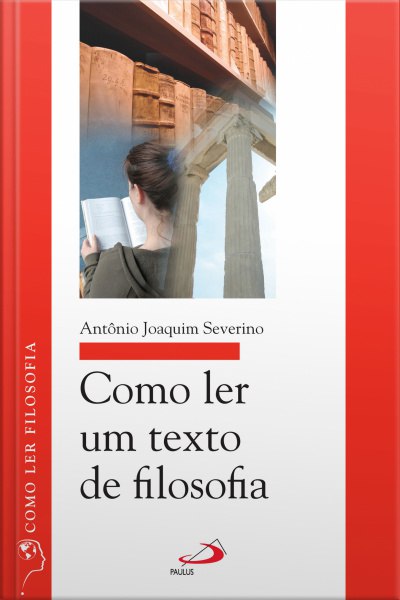 Antônio Joaquim Severino
Como ler
um texto
de filosofia
COMO LER FILOSOFIA
PAULUS